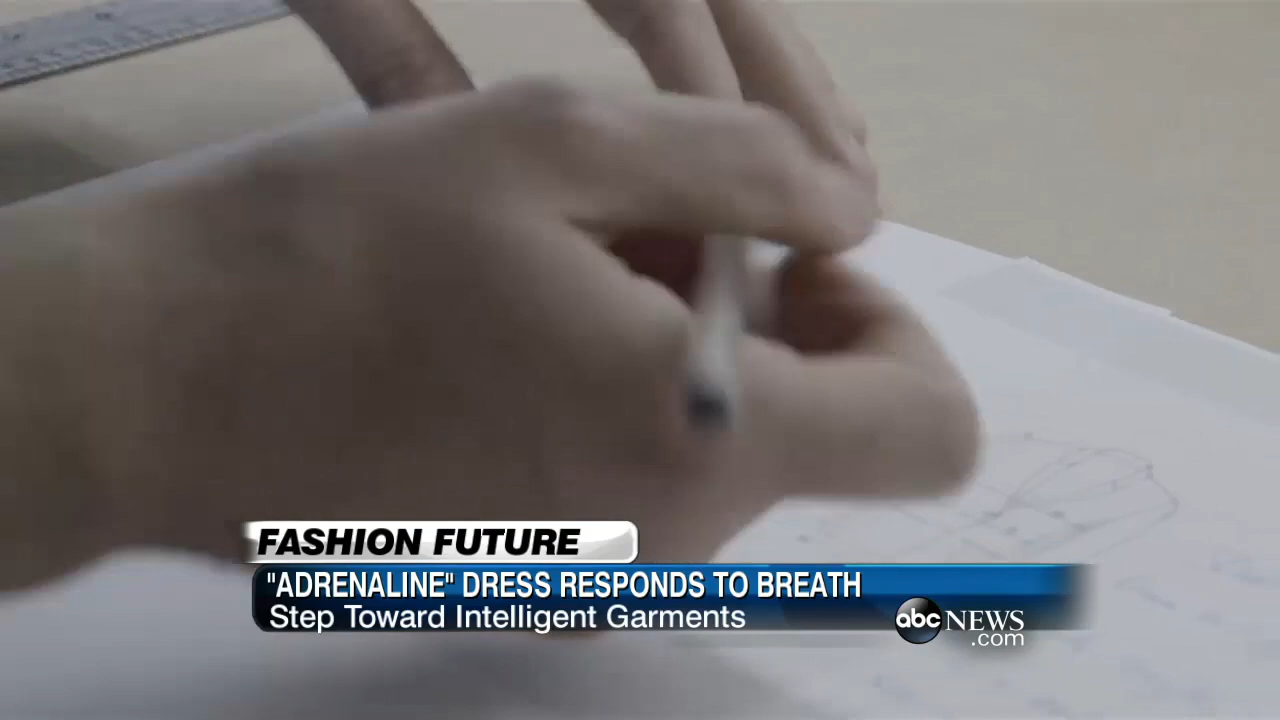 FASHION FUTURE
"ADRENALINE" DRESS RESPONDS TO BREATH
Step Toward Intelligent Garments
abc NEWS
.com